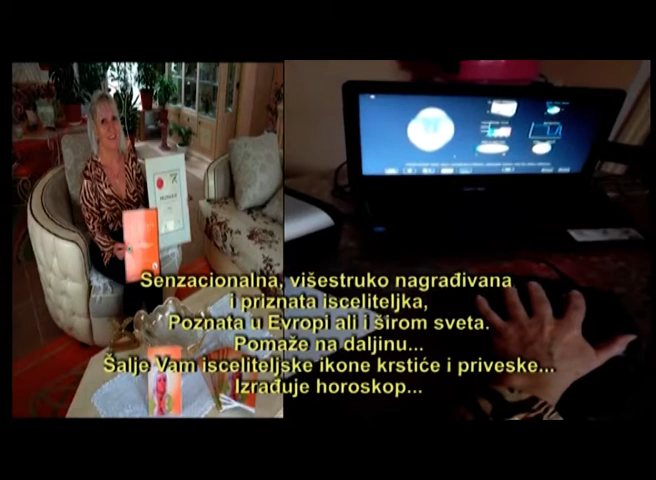 Senzacionalna, višestruko nagrađivana
i priznata isceliteljka,
Poznata u Evropi ali i širom sveta.
Pomaže na daljinu...
Šalje Vam isceliteljske ikone krstiće i priveske...
Izrađuje horoskop...